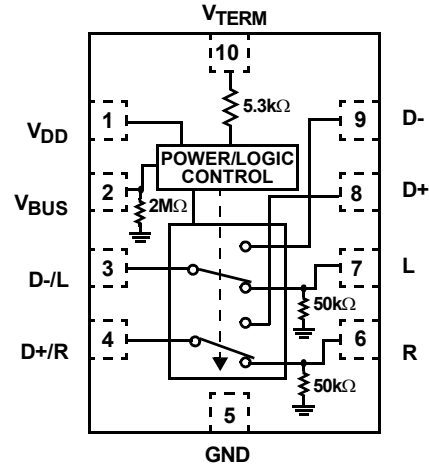 VTERM
10
5.3kΩ
1
9
D-
VDD
POWER/LOGIC
CONTROL
2
8
D+
VBUS
2MΩ
3
7
L
D-/L
50kΩ
4
6
D+/R
R
50kΩ
5
GND